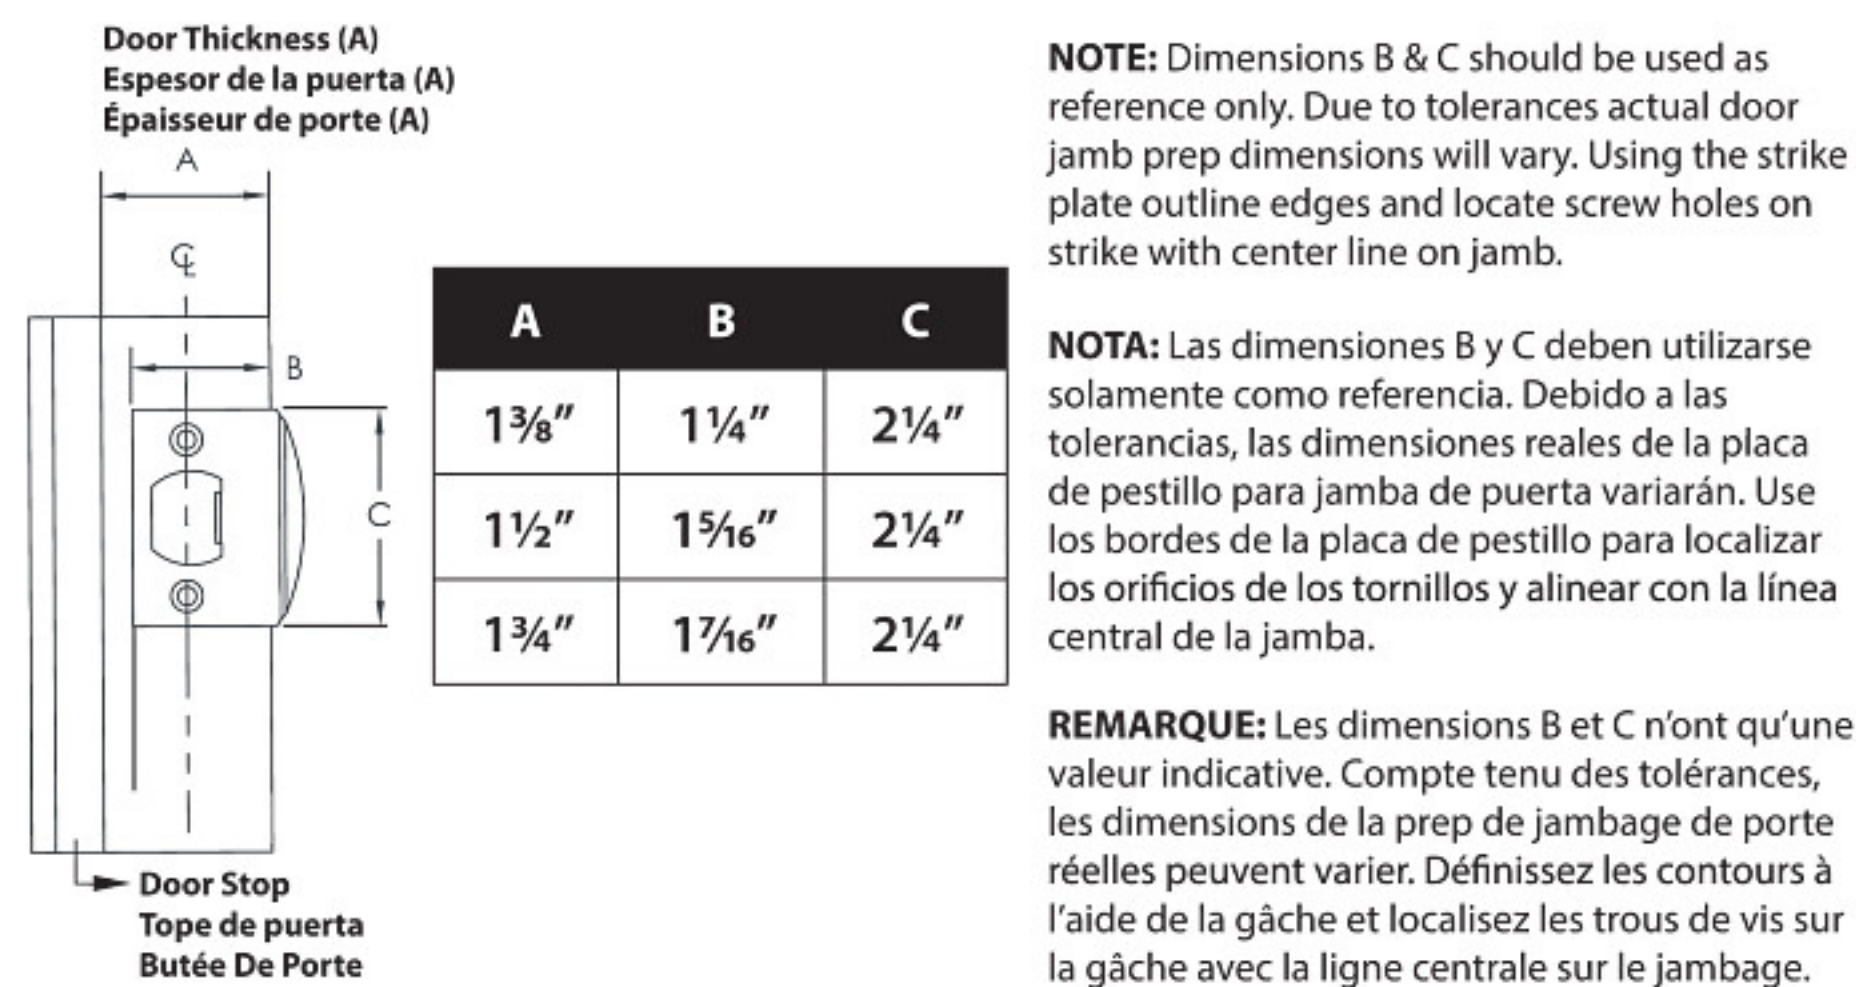 Door Thickness (A)
Espesor de la puerta (A)
Épaisseur de porte (A)
A
℄
B
C
Door Stop
Tope de puerta
Butée De Porte
A B C
1⅜" 1¼" 2¼"
1½" 1 5⁄16" 2¼"
1¾" 1 7⁄16" 2¼"
NOTE: Dimensions B & C should be used as
reference only. Due to tolerances actual door
jamb prep dimensions will vary. Using the strike
plate outline edges and locate screw holes on
strike with center line on jamb.
NOTA: Las dimensiones B y C deben utilizarse
solamente como referencia. Debido a las
tolerancias, las dimensiones reales de la placa
de pestillo para jamba de puerta variarán. Use
los bordes de la placa de pestillo para localizar
los orificios de los tornillos y alinear con la línea
central de la jamba.
REMARQUE: Les dimensions B et C n'ont qu'une
valeur indicative. Compte tenu des tolérances,
les dimensions de la prep de jambage de porte
réelles peuvent varier. Définissez les contours à
l'aide de la gâche et localisez les trous de vis sur
la gâche avec la ligne centrale sur le jambage.